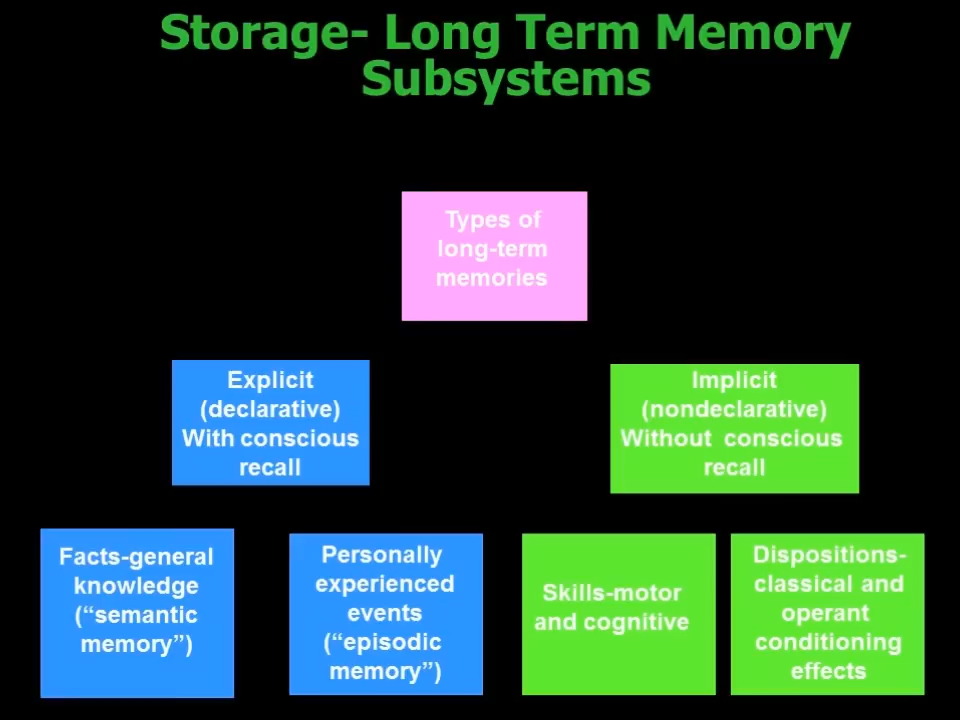 Storage- Long Term Memory
Subsystems
Types of
long-term
memories
Explicit
(declarative)
With conscious
recall
Implicit
(nondeclarative)
Without conscious
recall
Facts-general
knowledge
(“semantic
memory”)
Personally
experienced
events
(“episodic
memory”)
Skills-motor
and cognitive
Dispositions-
classical and
operant
conditioning
effects